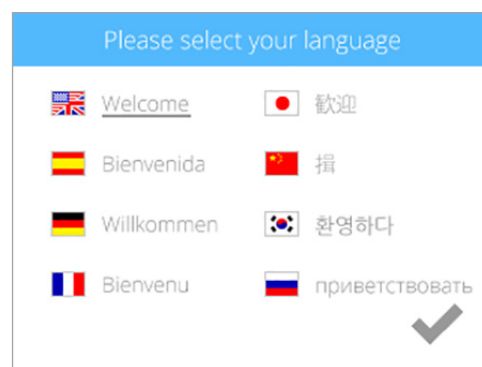 Please select your language
Welcome
歓迎
Bienvenida
揖
Willkommen
환영하다
Bienvenu
приветствовать